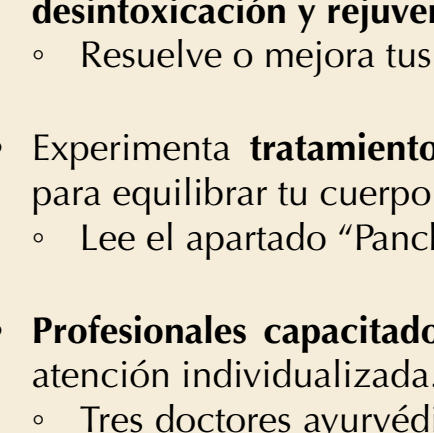 desintoxicación y
◦ Resuelve o mejora tus
• Experimenta
para equilibrar tu cuerpo
◦ Lee el apartado
• Profesionales
atención individualizada.
◦ Tres doctores